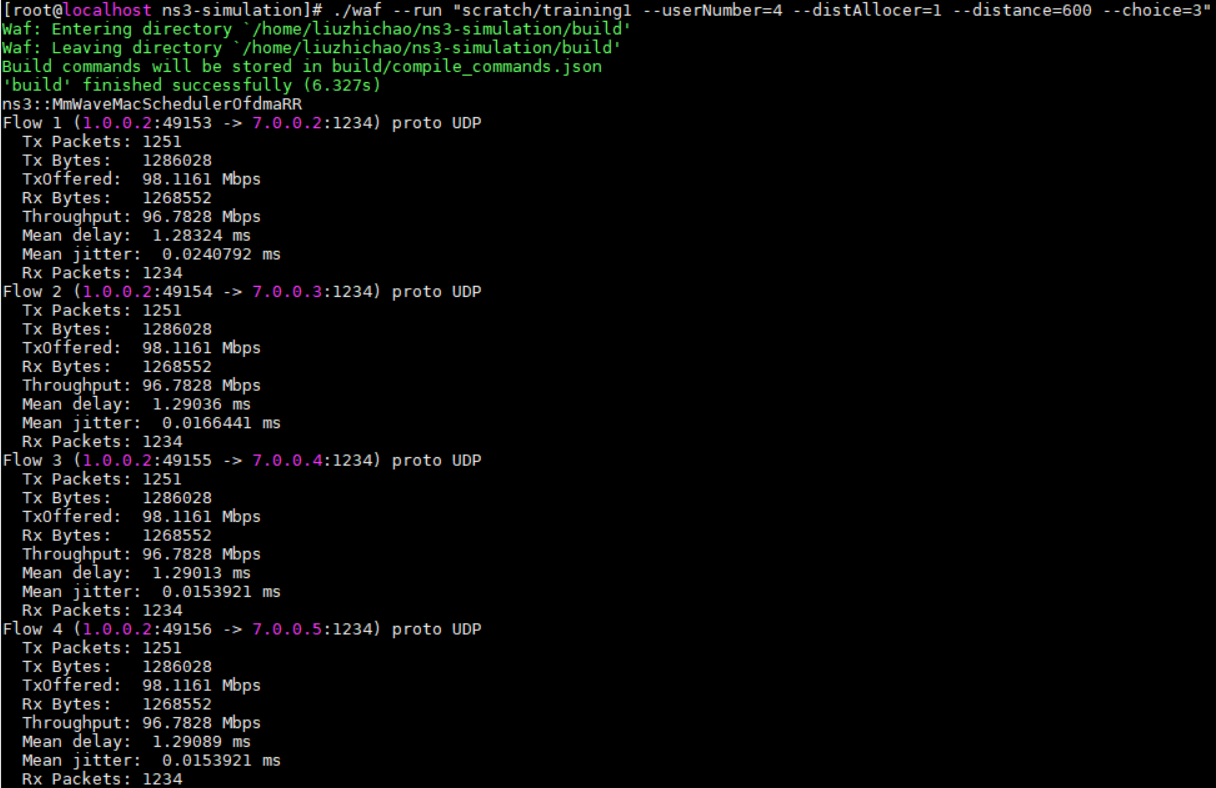 [root@localhost ns3-simulation]# ./waf --run "scratch/training1 --userNumber=4 --distAllocer=1 --distance=600 --choice=3"
Waf: Entering directory `/home/liuzhichao/ns3-simulation/build'
Waf: Leaving directory `/home/liuzhichao/ns3-simulation/build'
Build commands will be stored in build/compile_commands.json
'build' finished successfully (6.327s)
ns3::MmWaveMacSchedulerOfdmaRR
Flow 1 (1.0.0.2:49153 -> 7.0.0.2:1234) proto UDP
  Tx Packets: 1251
  Tx Bytes:   1286028
  TxOffered:  98.1161 Mbps
  Rx Bytes:   1268552
  Throughput: 96.7828 Mbps
  Mean delay:  1.28324 ms
  Mean jitter:  0.0240792 ms
  Rx Packets: 1234
Flow 2 (1.0.0.2:49154 -> 7.0.0.3:1234) proto UDP
  Tx Packets: 1251
  Tx Bytes:   1286028
  TxOffered:  98.1161 Mbps
  Rx Bytes:   1268552
  Throughput: 96.7828 Mbps
  Mean delay:  1.29036 ms
  Mean jitter:  0.0166441 ms
  Rx Packets: 1234
Flow 3 (1.0.0.2:49155 -> 7.0.0.4:1234) proto UDP
  Tx Packets: 1251
  Tx Bytes:   1286028
  TxOffered:  98.1161 Mbps
  Rx Bytes:   1268552
  Throughput: 96.7828 Mbps
  Mean delay:  1.29013 ms
  Mean jitter:  0.0153921 ms
  Rx Packets: 1234
Flow 4 (1.0.0.2:49156 -> 7.0.0.5:1234) proto UDP
  Tx Packets: 1251
  Tx Bytes:   1286028
  TxOffered:  98.1161 Mbps
  Rx Bytes:   1268552
  Throughput: 96.7828 Mbps
  Mean delay:  1.29089 ms
  Mean jitter:  0.0153921 ms
  Rx Packets: 1234